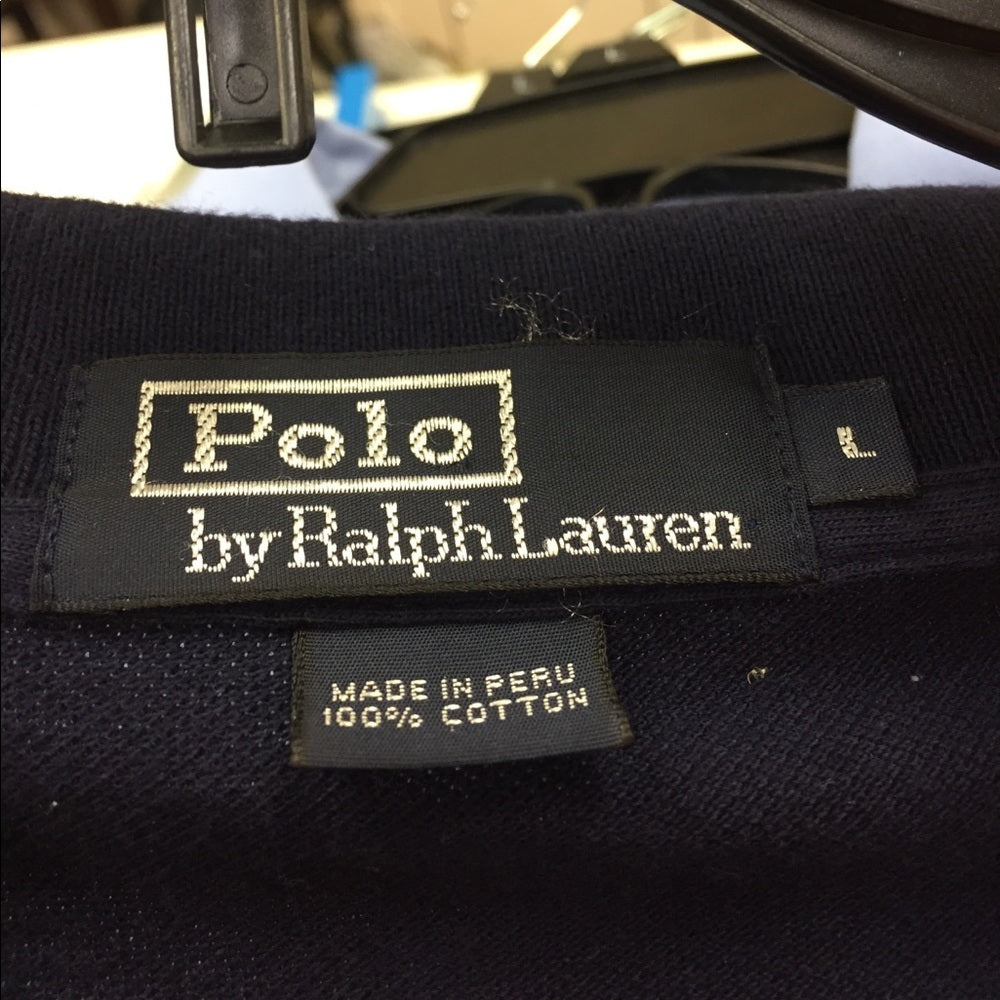 Polo
by Ralph Lauren
L
MADE IN PERU
100% COTTON